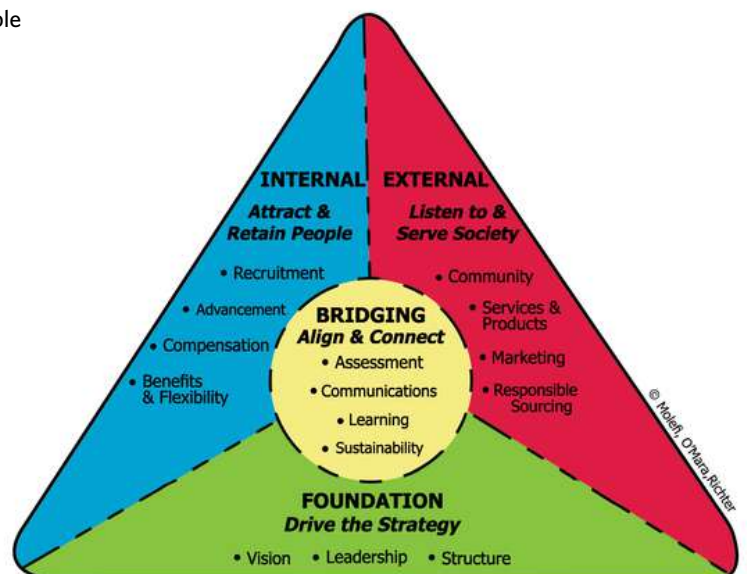 ole
INTERNAL
Attract &
Retain People
• Recruitment
• Advancement
• Compensation
• Benefits
& Flexibility
EXTERNAL
Listen to &
Serve Society
• Community
• Services &
Products
• Marketing
• Responsible
Sourcing
BRIDGING
Align & Connect
• Assessment
• Communications
• Learning
• Sustainability
FOUNDATION
Drive the Strategy
• Vision • Leadership • Structure
© Molefi, O'Mara,Richter